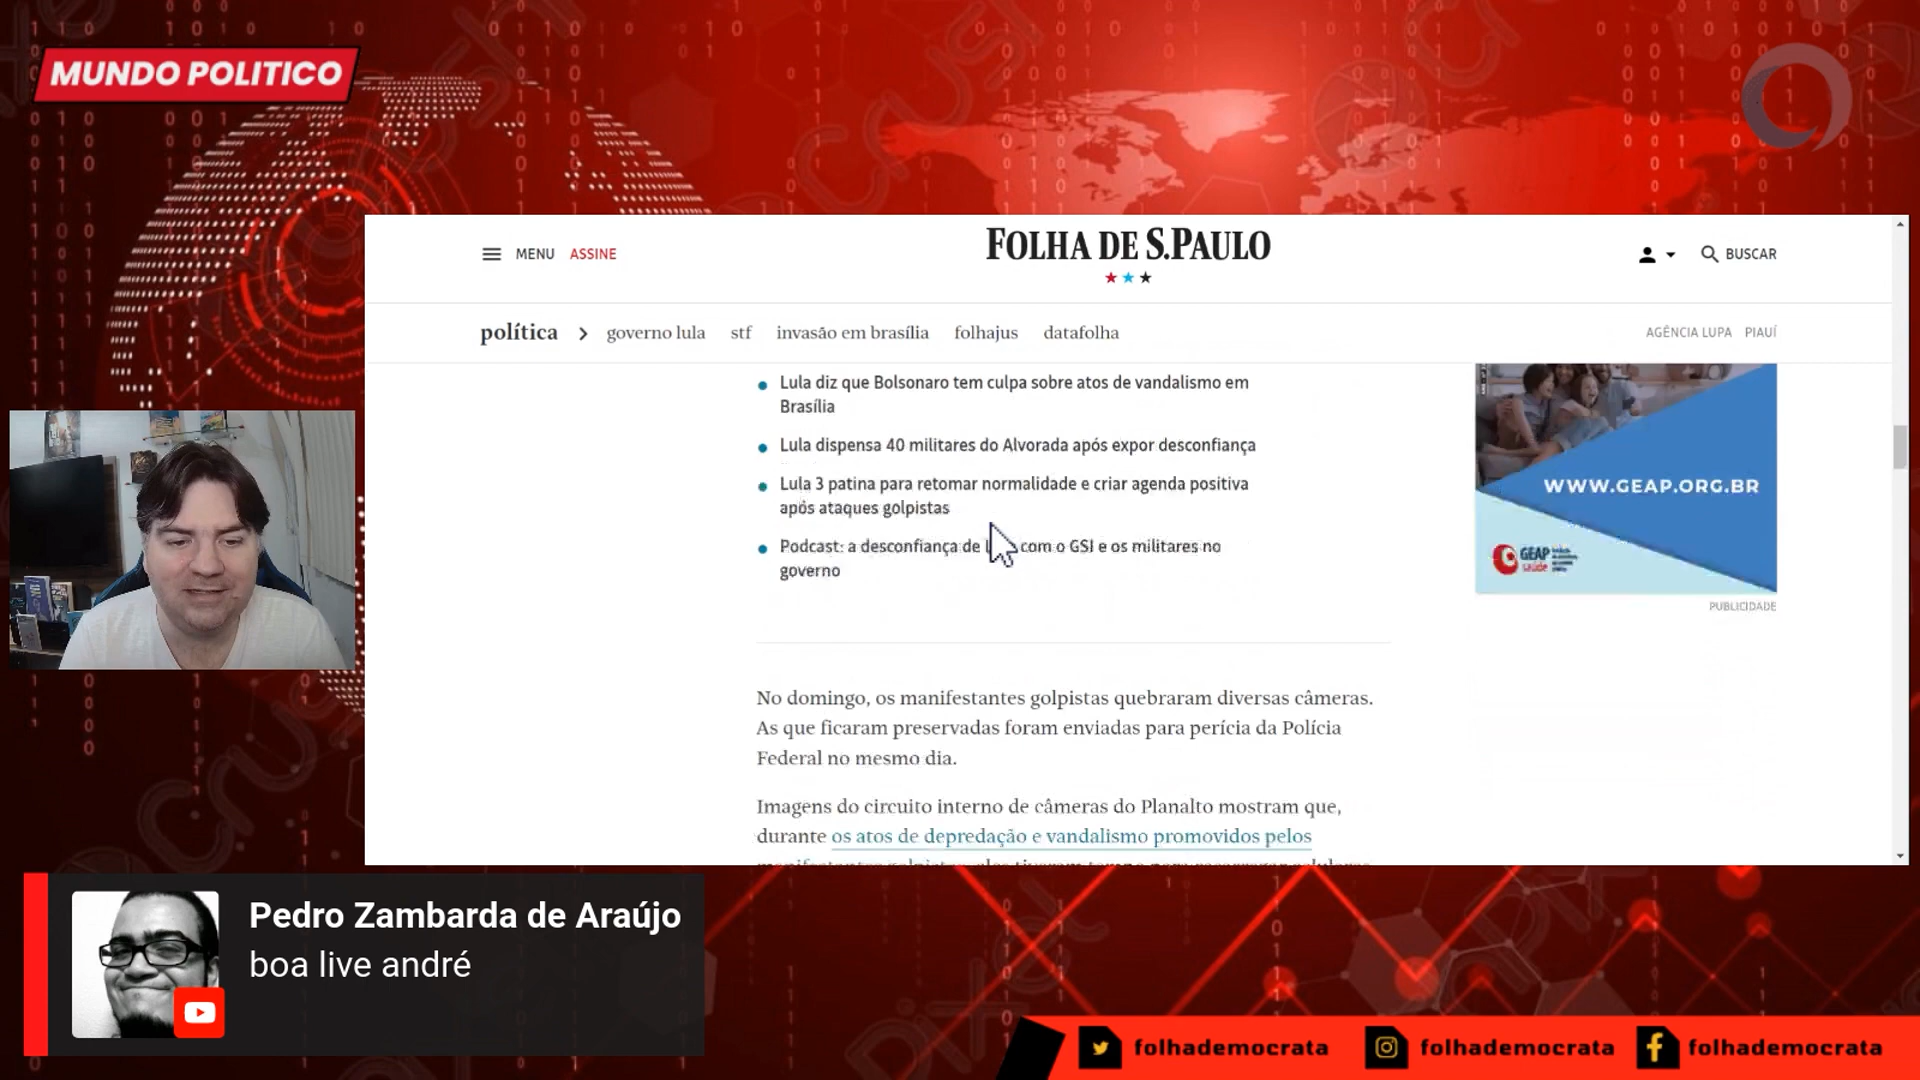 MUNDO POLITICO
MENU ASSINE
FOLHA DE S.PAULO
BUSCAR
política governo lula stf invasão em brasília folhajus datafolha
AGÊNCIA LUPA PIAUÍ
Lula diz que Bolsonaro tem culpa sobre atos de vandalismo em
Brasília
Lula dispensa 40 militares do Alvorada após expor desconfiança
Lula 3 patina para retomar normalidade e criar agenda positiva
após ataques golpistas
Podcast: a desconfiança de com o GSI e os militares no
governo
WWW.GEAP.ORG.BR
GEAP
saúde
PUBLICIDADE
No domingo, os manifestantes golpistas quebraram diversas câmeras.
As que ficaram preservadas foram enviadas para perícia da Polícia
Federal no mesmo dia.
Imagens do circuito interno de câmeras do Planalto mostram que,
durante os atos de depredação e vandalismo promovidos pelos
Pedro Zambarda de Araújo
boa live andré
folhademocrata
folhademocrata
folhademocrata